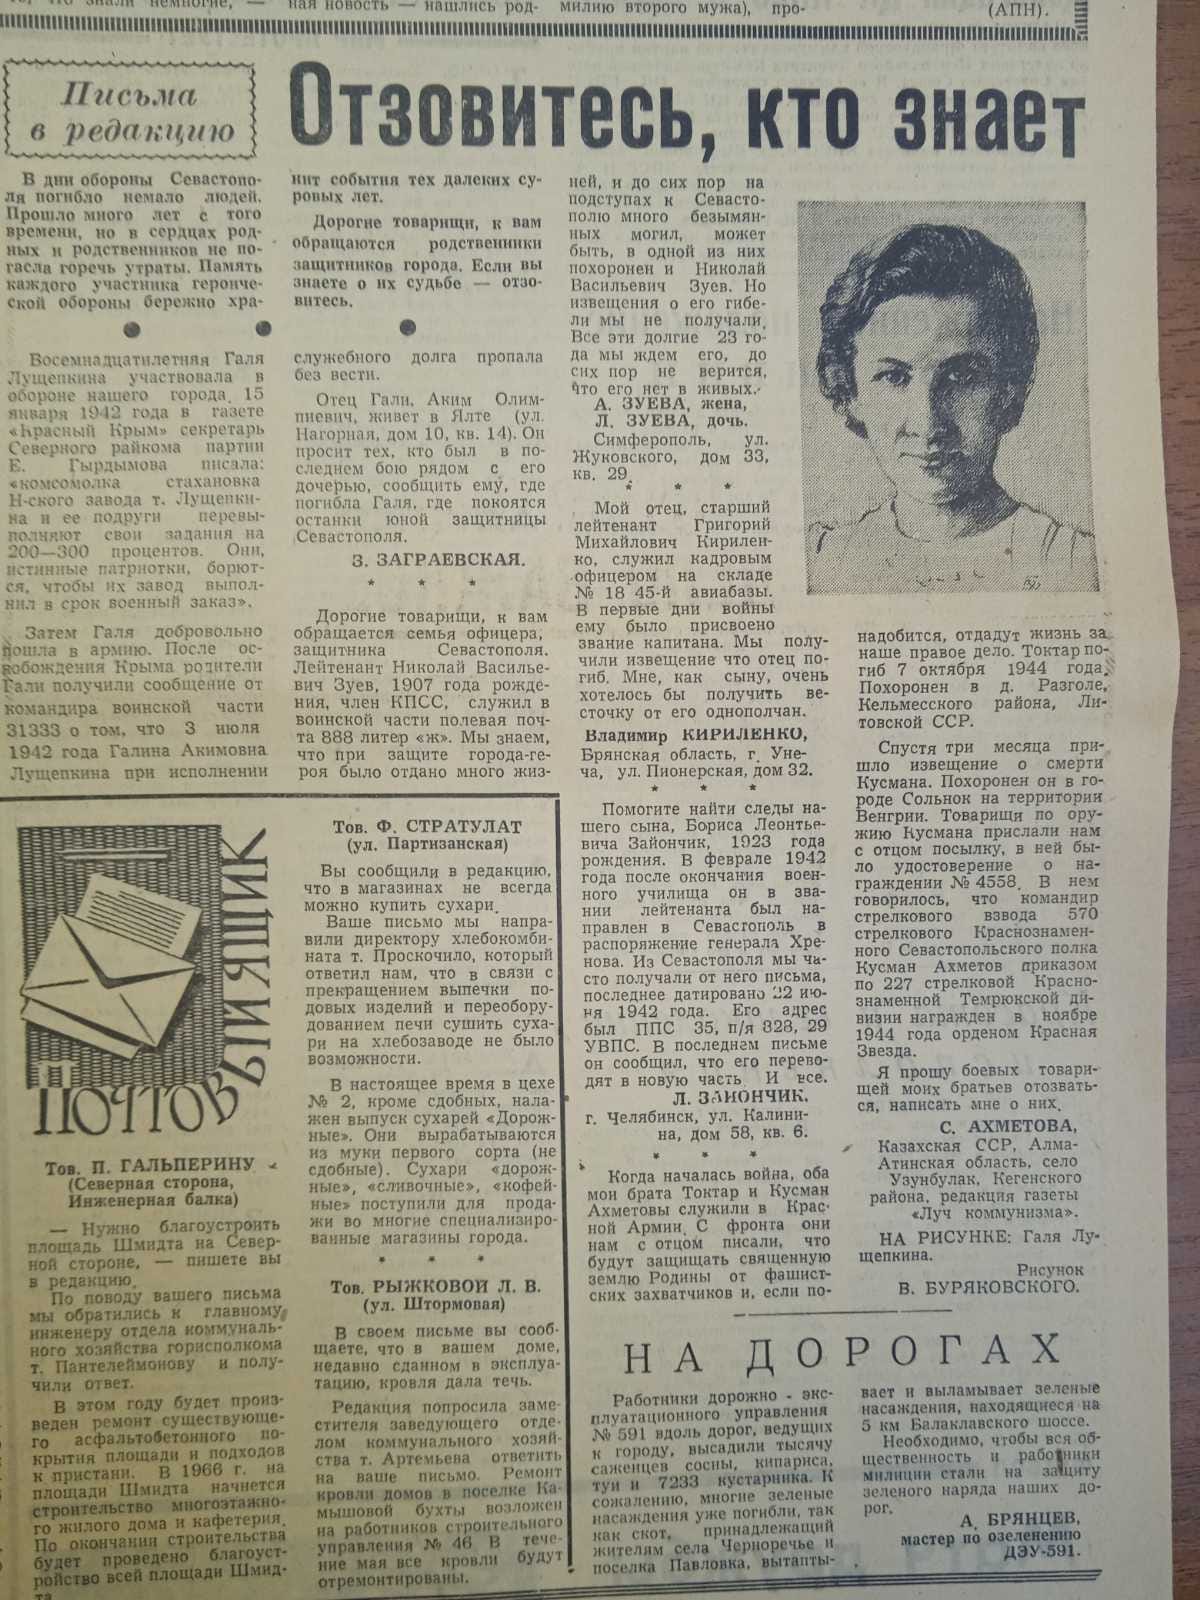 ная новость — нашлись род-
милию второго мужа), про-
(АПН).
Письма
в редакцию
Отзовитесь, кто знает
В дни обороны Севастопо-
ля погибло немало людей.
Прошло много лет с того
времени, но в сердцах род-
ных и родственников не по-
гасла горечь утраты. Память
каждого участника героиче-
ской обороны бережно хра-
нит события тех далеких су-
ровых лет.
Дорогие товарищи, к вам
обращаются родственники
защитников города. Если вы
знаете о их судьбе — отзо-
витесь.
Восемнадцатилетняя Галя
Лущепкина участвовала в
обороне нашего города. 15
января 1942 года в газете
«Красный Крым» секретарь
Северного райкома партии
Е. Гырдымова писала:
«комсомолка стахановка
Н-ского завода т. Лущепки-
на и ее подруги перевы-
полняют свои задания на
200—300 процентов. Они,
истинные патриотки, борют-
ся, чтобы их завод выпол-
нил в срок военный заказ».
Затем Галя добровольно
пошла в армию. После ос-
вобождения Крыма родители
Гали получили сообщение от
командира воинской части
31333 о том, что 3 июля
1942 года Галина Акимовна
Лущепкина при исполнении
служебного долга пропала
без вести.
Отец Гали, Аким Олим-
пиевич, живет в Ялте (ул.
Нагорная, дом 10, кв. 14). Он
просит тех, кто был в по-
следнем бою рядом с его
дочерью, сообщить ему, где
погибла Галя, где покоятся
останки юной защитницы
Севастополя.
З. ЗАГРАЕВСКАЯ.
* * *
Дорогие товарищи, к вам
обращается семья офицера,
защитника Севастополя.
Лейтенант Николай Василье-
вич Зуев, 1907 года рожде-
ния, член КПСС, служил в
воинской части полевая поч-
та 888 литер «ж». Мы знаем,
что при защите города-ге-
роя было отдано много жиз-
ней, и до сих пор на
подступах к Севасто-
полю много безымян-
ных могил, может
быть, в одной из них
похоронен и Николай
Васильевич Зуев. Но
извещения о его гибе-
ли мы не получали.
Все эти долгие 23 го-
да мы ждем его, до
сих пор не верится,
что его нет в живых.
А. ЗУЕВА, жена,
Л. ЗУЕВА, дочь.
Симферополь, ул.
Жуковского, дом 33,
кв. 29.
* * *
Мой отец, старший
лейтенант Григорий
Михайлович Кирилен-
ко, служил кадровым
офицером на складе
№ 18 45-й авиабазы.
В первые дни войны
ему было присвоено
звание капитана. Мы полу-
чили извещение что отец по-
гиб. Мне, как сыну, очень
хотелось бы получить ве-
сточку от его однополчан.
Владимир КИРИЛЕНКО,
Брянская область, г. Уне-
ча, ул. Пионерская, дом 32.
* * *
Помогите найти следы на-
шего сына, Бориса Леонтье-
вича Зайончик, 1923 года
рождения. В феврале 1942
года после окончания воен-
ного училища он в зва-
нии лейтенанта был на-
правлен в Севастополь в
распоряжение генерала Хре-
нова. Из Севастополя мы ча-
сто получали от него письма,
последнее датировано 22 ию-
ня 1942 года. Его адрес
был ППС 35, п/я 828, 29
УВПС. В последнем письме
он сообщил, что его перево-
дят в новую часть. И все.
Л. ЗАЙОНЧИК.
г. Челябинск, ул. Калини-
на, дом 58, кв. 6.
* * *
Когда началась война, оба
мои брата Токтар и Кусман
Ахметовы служили в Крас-
ной Армии. С фронта они
нам с отцом писали, что
будут защищать священную
землю Родины от фашист-
ских захватчиков и, если по-
надобится, отдадут жизнь за
наше правое дело. Токтар по-
гиб 7 октября 1944 года.
Похоронен в д. Разголе,
Кельмесского района, Ли-
товской ССР.
Спустя три месяца при-
шло извещение о смерти
Кусмана. Похоронен он в го-
роде Сольнок на территории
Венгрии. Товарищи по ору-
жию Кусмана прислали нам
с отцом посылку, в ней бы-
ло удостоверение о на-
граждении № 4558. В нем
говорилось, что командир
стрелкового взвода 570
стрелкового Краснознамен-
ного Севастопольского полка
Кусман Ахметов приказом
по 227 стрелковой Красно-
знаменной Темрюкской ди-
визии награжден в ноябре
1944 года орденом Красная
Звезда.
Я прошу боевых товари-
щей моих братьев отозвать-
ся, написать мне о них.
С. АХМЕТОВА,
Казахская ССР, Алма-
Атинская область, село
Узунбулак, Кегенского
района, редакция газеты
«Луч коммунизма».
НА РИСУНКЕ: Галя Лу-
щепкина.
Рисунок
В. БУРЯКОВСКОГО.
ПОЧТОВЫЙ ЯЩИК
Тов. П. ГАЛЬПЕРИНУ
(Северная сторона,
Инженерная балка)
— Нужно благоустроить
площадь Шмидта на Север-
ной стороне, — пишете вы
в редакцию.
По поводу вашего письма
мы обратились к главному
инженеру отдела коммуналь-
ного хозяйства горисполкома
т. Пантелеймонову и полу-
чили ответ.
В этом году будет произ-
веден ремонт существующе-
го асфальтобетонного по-
крытия площади и подходов
к пристани. В 1966 г. на
площади Шмидта начнется
строительство многоэтажно-
го жилого дома и кафетерия.
По окончании строительства
будет проведено благоуст-
ройство всей площади Шмид-
та.
Тов. Ф. СТРАТУЛАТ
(ул. Партизанская)
Вы сообщили в редакцию,
что в магазинах не всегда
можно купить сухари.
Ваше письмо мы напра-
вили директору хлебокомби-
ната т. Проскочило, который
ответил нам, что в связи с
прекращением выпечки по-
довых изделий и переобору-
дованием печи сушить суха-
ри на хлебозаводе не было
возможности.
В настоящее время в цехе
№ 2, кроме сдобных, нала-
жен выпуск сухарей «Дорож-
ные». Они вырабатываются
из муки первого сорта (не
сдобные). Сухари «дорож-
ные», «сливочные», «кофей-
ные» поступили для прода-
жи во многие специализиро-
ванные магазины города.
* * *
Тов. РЫЖКОВОЙ Л. В.
(ул. Штормовая)
В своем письме вы сооб-
щаете, что в вашем доме,
недавно сданном в эксплуа-
тацию, кровля дала течь.
Редакция попросила заме-
стителя заведующего отде-
лом коммунального хозяй-
ства т. Артемьева ответить
на ваше письмо. Ремонт
кровли домов в поселке Ка-
мышовой бухты возложен
на работников строительного
управления № 46. В тече-
ние мая все кровли будут
отремонтированы.
НА ДОРОГАХ
Работники дорожно - экс-
плуатационного управления
№ 591 вдоль дорог, ведущих
к городу, высадили тысячу
саженцев сосны, кипариса,
туи и 7233 кустарника. К
сожалению, многие зеленые
насаждения уже погибли, так
как скот, принадлежащий
жителям села Черноречье и
поселка Павловка, вытапты-
вает и выламывает зеленые
насаждения, находящиеся на
5 км Балаклавского шоссе.
Необходимо, чтобы вся об-
щественность и работники
милиции стали на защиту
зеленого наряда наших до-
рог.
А. БРЯНЦЕВ,
мастер по озеленению
ДЭУ-591.